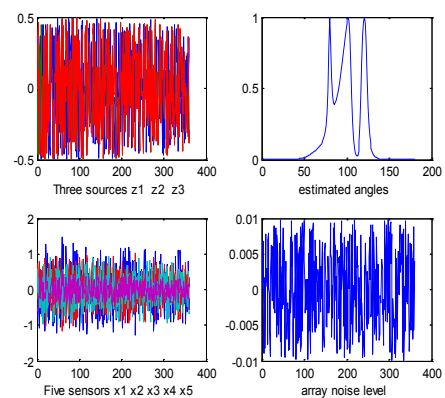 0.5
0
-0.5
0 100 200 300 400
Three sources z1 z2 z3
1
0.5
0
0 50 100 150 200
estimated angles
2
1
0
-1
-2
0 100 200 300 400
Five sensors x1 x2 x3 x4 x5
0.010
0.005
0
-0.005
-0.01
0 100 200 300 400
array noise level